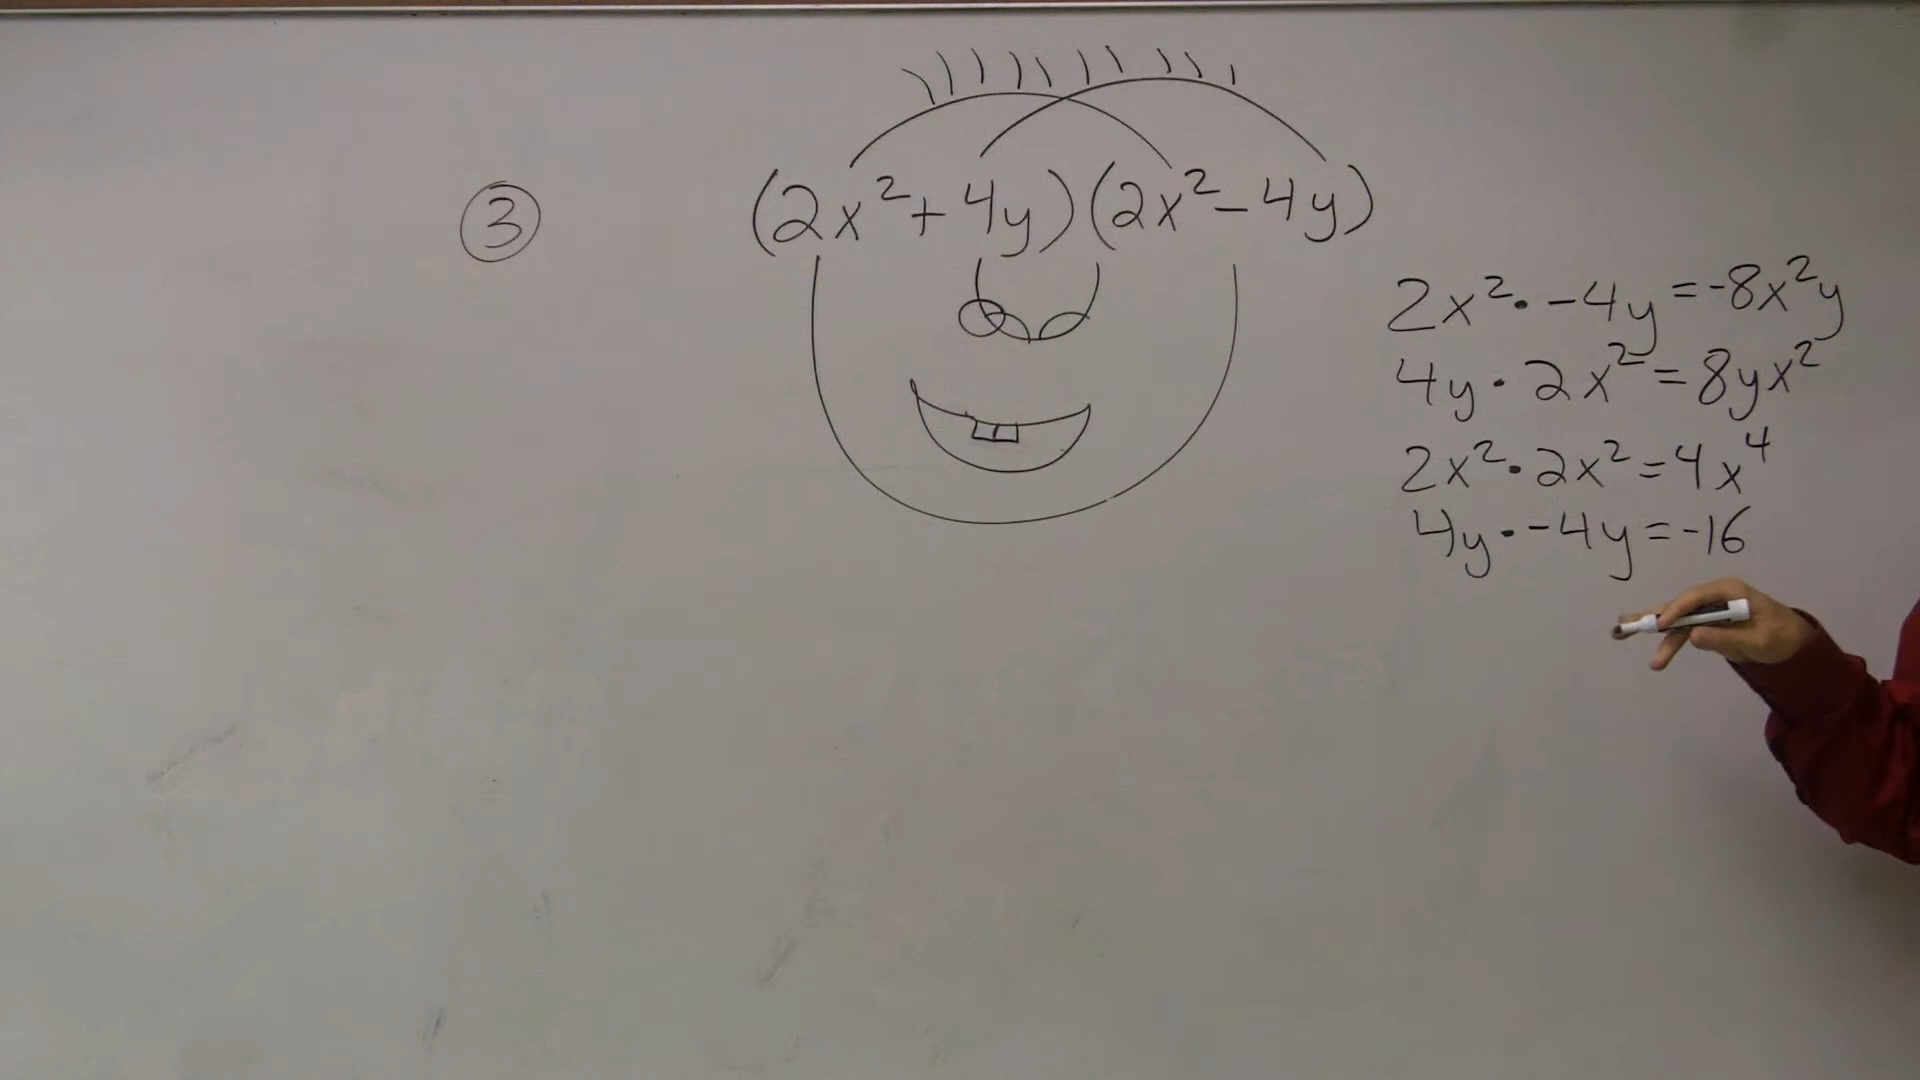 ③ (2x²+4y)(2x²-4y)
2x²·-4y=-8x²y
4y·2x²=8yx²
2x²·2x²=4x⁴
4y·-4y=-16